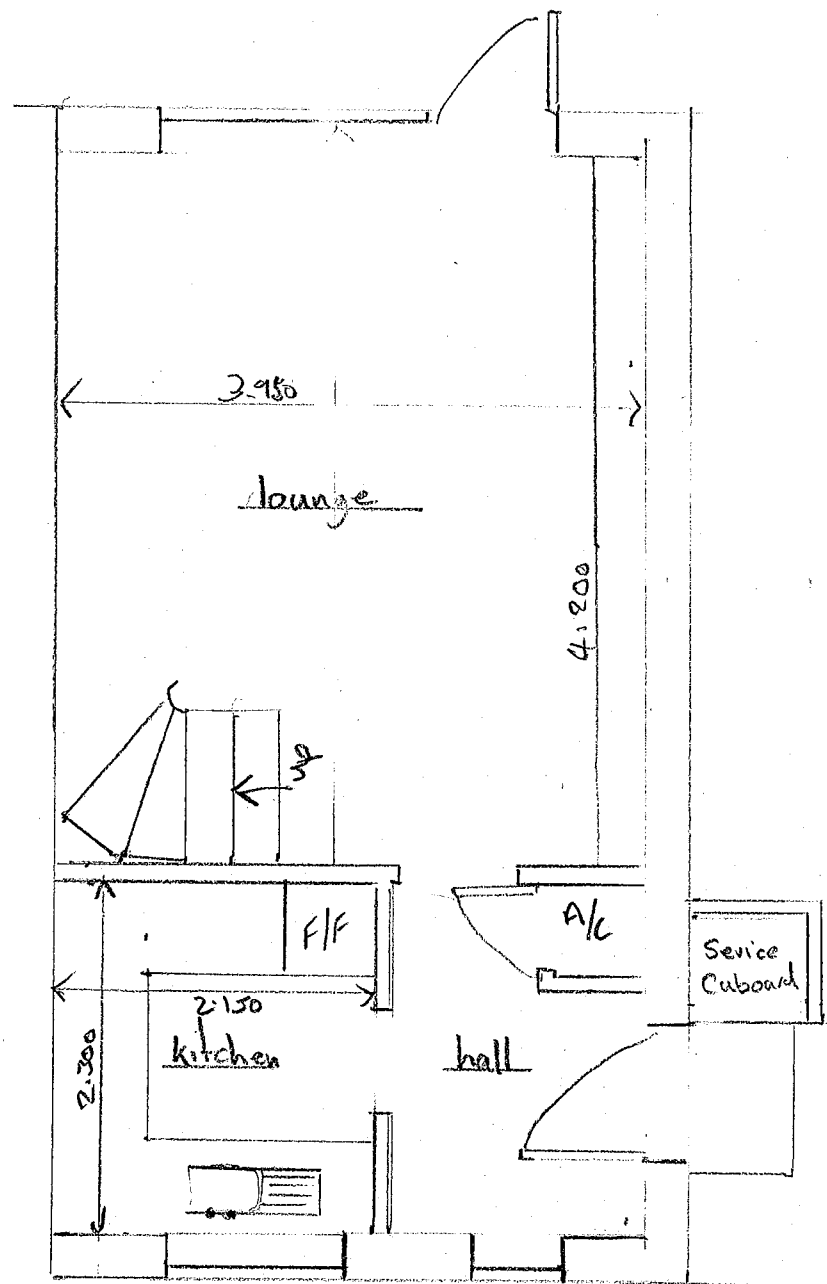 3.950
lounge
4.200
up
F/F
A/C
Sevice
Cuboard
2.150
kitchen
hall
2.300